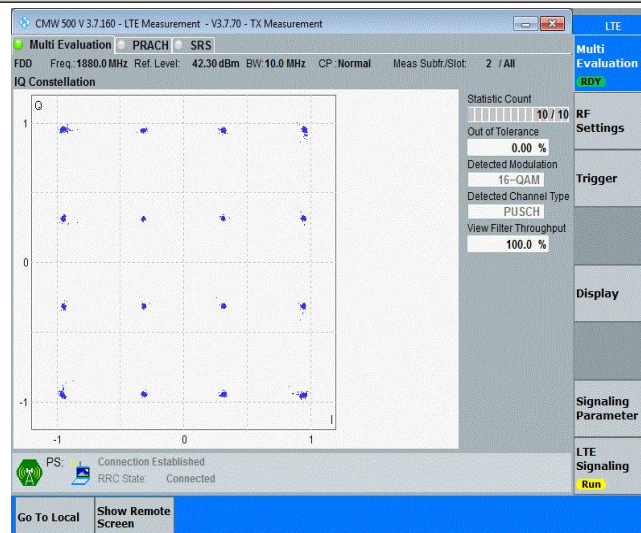 CMW 500 V 3.7.160 - LTE Measurement - V3.7.70 - TX Measurement
LTE
Multi Evaluation PRACH SRS
Multi
Evaluation
RDY
FDD Freq.:1880.0 MHz Ref. Level: 42.30 dBm BW:10.0 MHz CP :Normal Meas Subfr./Slot: 2 / All
IQ Constellation
Q
1
0
-1
-1 0 1
I
Statistic Count
10 / 10
Out of Tolerance
0.00 %
Detected Modulation
16-QAM
Detected Channel Type
PUSCH
View Filter Throughput
100.0 %
RF
Settings
Trigger
Display
Signaling
Parameter
LTE
Signaling
Run
PS: Connection Established
RRC State: Connected
Go To Local
Show Remote
Screen